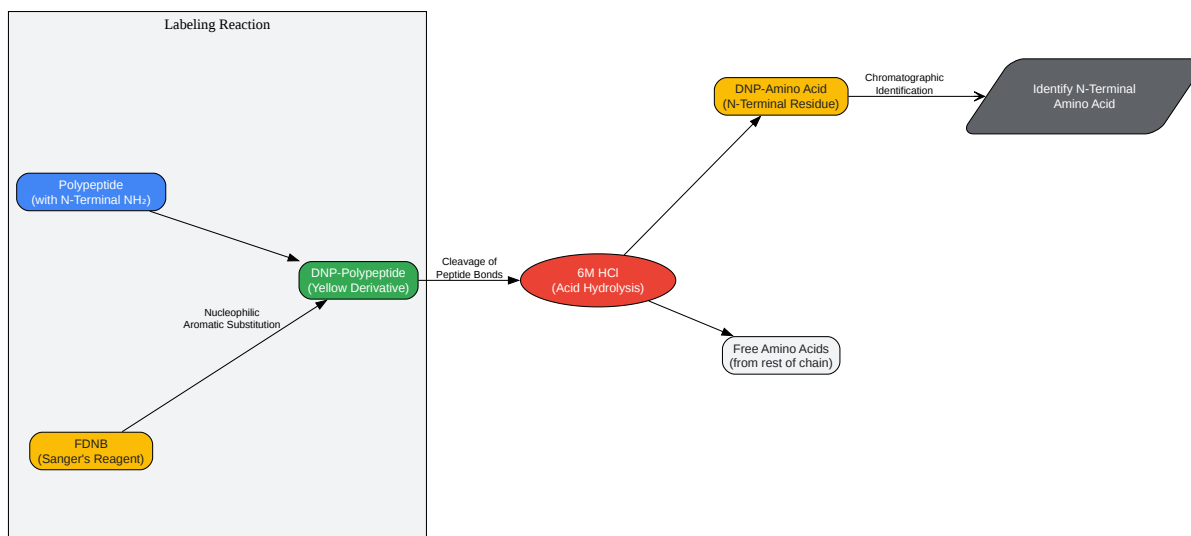 Labeling Reaction
Polypeptide
(with N-Terminal NH₂)
FDNB
(Sanger's Reagent)
Nucleophilic
Aromatic Substitution
DNP-Polypeptide
(Yellow Derivative)
Cleavage of
Peptide Bonds
6M HCl
(Acid Hydrolysis)
DNP-Amino Acid
(N-Terminal Residue)
Free Amino Acids
(from rest of chain)
Chromatographic
Identification
Identify N-Terminal
Amino Acid